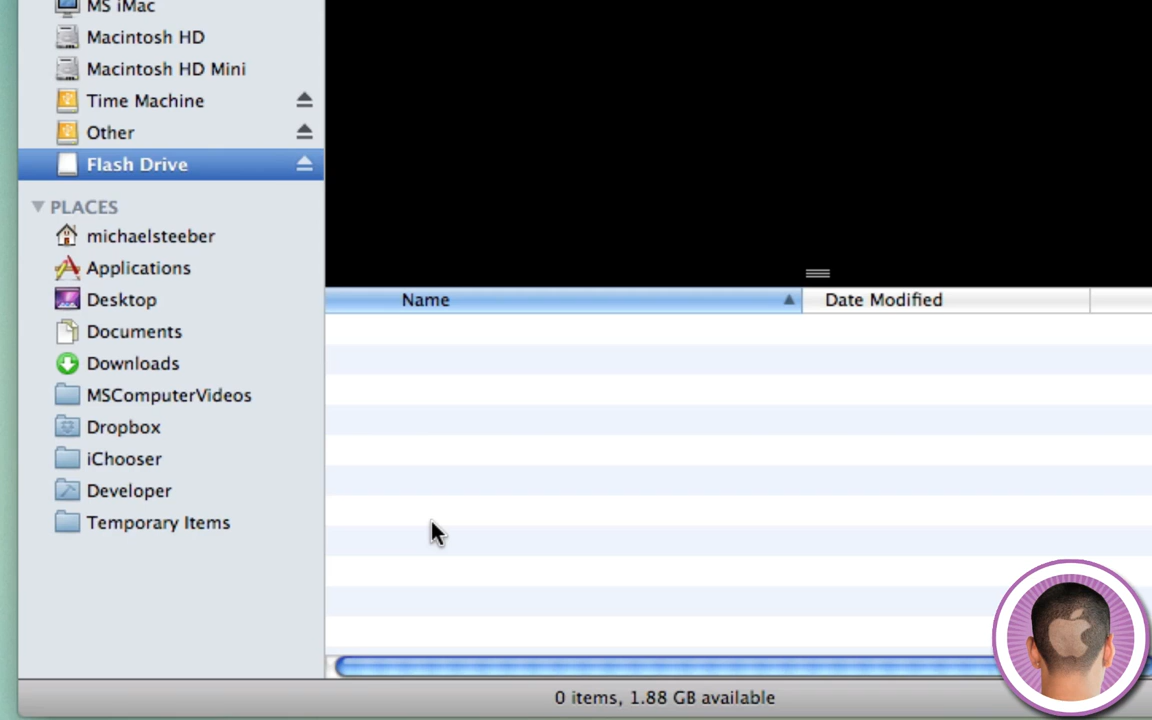 MS iMac
Macintosh HD
Macintosh HD Mini
Time Machine
Other
Flash Drive
PLACES
michaelsteeber
Applications
Desktop
Documents
Downloads
MSComputerVideos
Dropbox
iChooser
Developer
Temporary Items
Name
Date Modified
0 items, 1.88 GB available